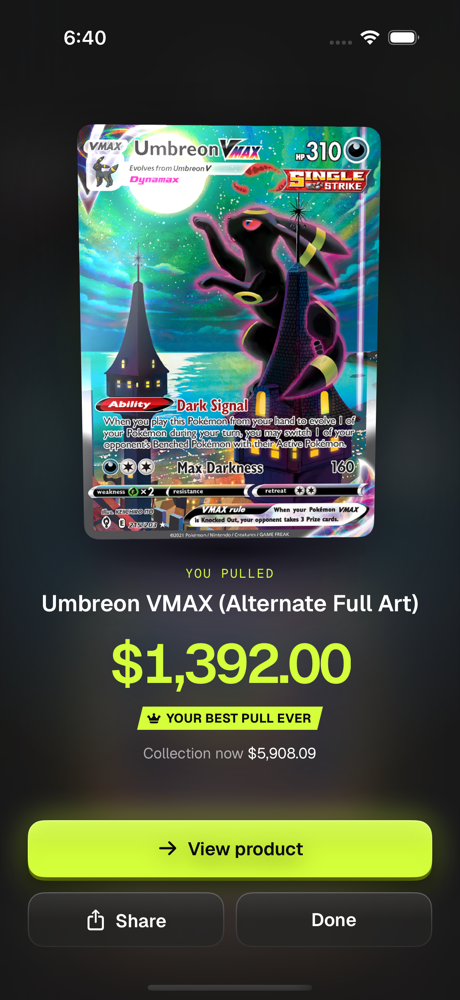 6:40
VMAX
Umbreon VMAX
HP 310
Evolves from Umbreon V
Dynamax
SINGLE
STRIKE
Ability
Dark Signal
When you play this Pokémon from your hand to evolve 1 of
your Pokémon during your turn, you may switch 1 of your
opponent's Benched Pokémon with their Active Pokémon.
Max Darkness
160
weakness ×2 resistance retreat
VMAX rule When your Pokémon VMAX
is Knocked Out, your opponent takes 3 Prize cards.
E 215/203 ★
©2021 Pokémon / Nintendo / Creatures / GAME FREAK
YOU PULLED
Umbreon VMAX (Alternate Full Art)
$1,392.00
YOUR BEST PULL EVER
Collection now $5,908.09
→ View product
Share
Done